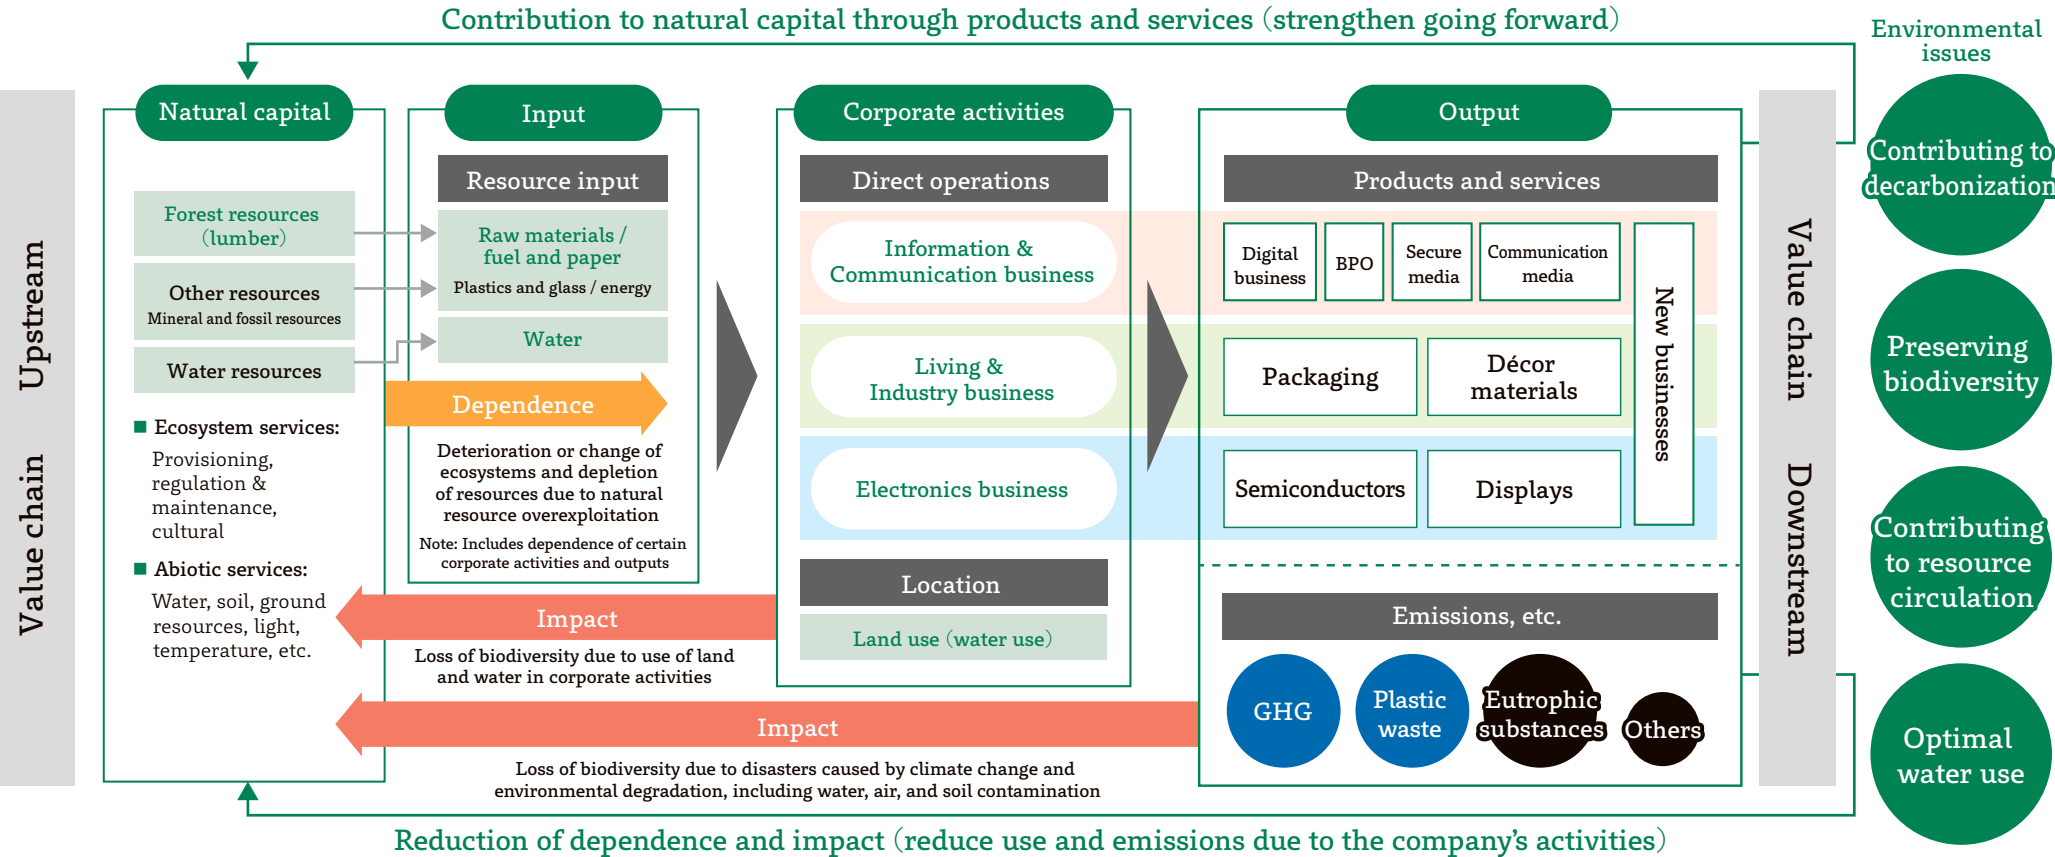 Contribution to natural capital through products and services (strengthen going forward)
Environmental
issues
Value chain Upstream
Natural capital
Forest resources
(lumber)
Other resources
Mineral and fossil resources
Water resources
Ecosystem services:
Provisioning,
regulation &
maintenance,
cultural
Abiotic services:
Water, soil, ground
resources, light,
temperature, etc.
Input
Resource input
Raw materials /
fuel and paper
Plastics and glass / energy
Water
Dependence
Deterioration or change of
ecosystems and depletion
of resources due to natural
resource overexploitation
Note: Includes dependence of certain
corporate activities and outputs
Impact
Loss of biodiversity due to use of land
and water in corporate activities
Impact
Loss of biodiversity due to disasters caused by climate change and
environmental degradation, including water, air, and soil contamination
Corporate activities
Direct operations
Information &
Communication business
Living &
Industry business
Electronics business
Location
Land use (water use)
Output
Products and services
Digital
business
BPO
Secure
media
Communication
media
Packaging
Décor
materials
Semiconductors
Displays
New businesses
Emissions, etc.
GHG
Plastic
waste
Eutrophic
substances
Others
Value chain Downstream
Contributing to
decarbonization
Preserving
biodiversity
Contributing
to resource
circulation
Optimal
water use
Reduction of dependence and impact (reduce use and emissions due to the company's activities)